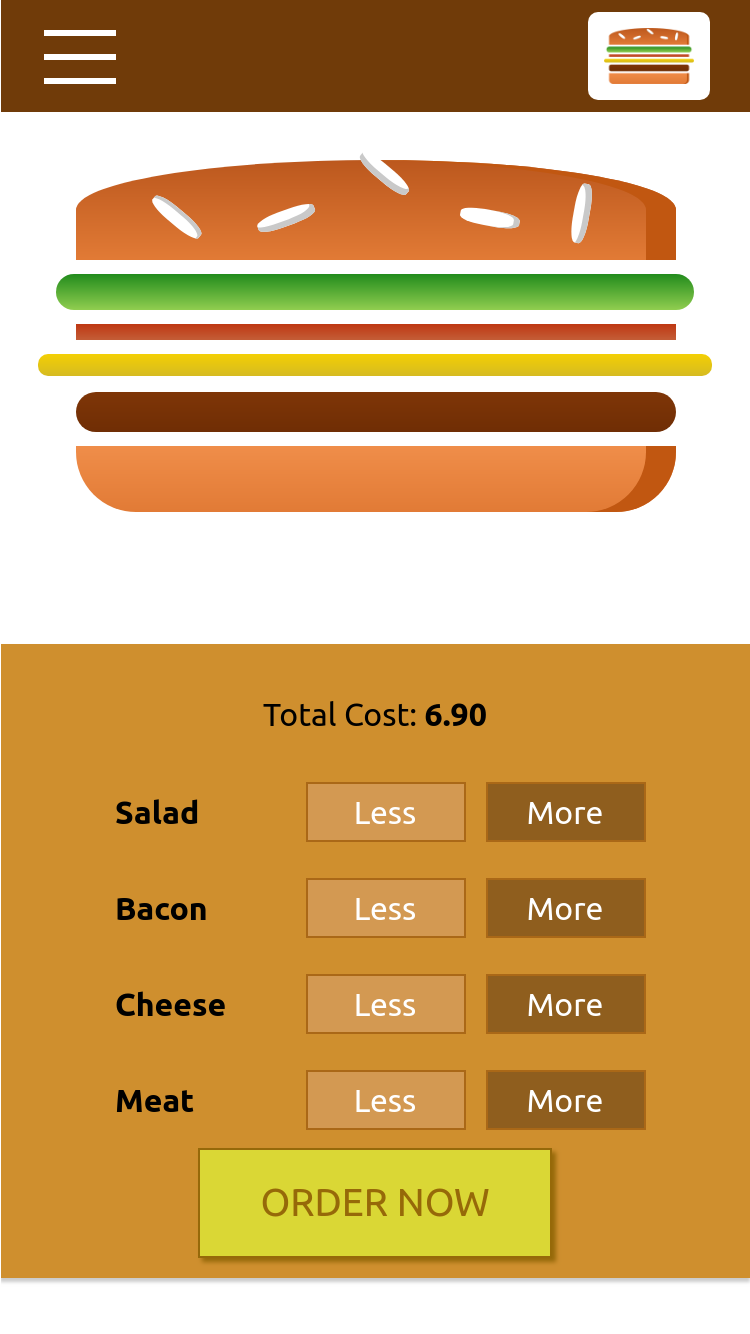 Total Cost: 6.90
Salad Less More
Bacon Less More
Cheese Less More
Meat Less More
ORDER NOW